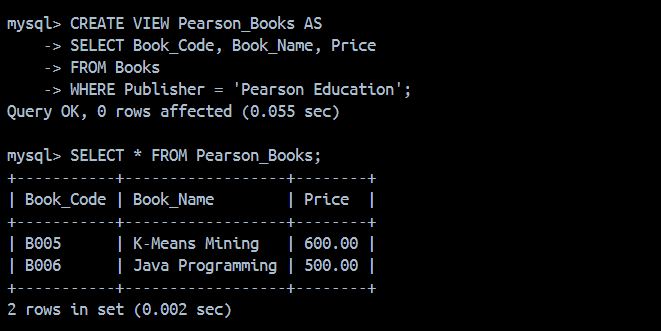 mysql> CREATE VIEW Pearson_Books AS
    -> SELECT Book_Code, Book_Name, Price
    -> FROM Books
    -> WHERE Publisher = 'Pearson Education';
Query OK, 0 rows affected (0.055 sec)

mysql> SELECT * FROM Pearson_Books;
+-----------+------------------+--------+
| Book_Code | Book_Name        | Price  |
+-----------+------------------+--------+
| B005      | K-Means Mining   | 600.00 |
| B006      | Java Programming | 500.00 |
+-----------+------------------+--------+
2 rows in set (0.002 sec)